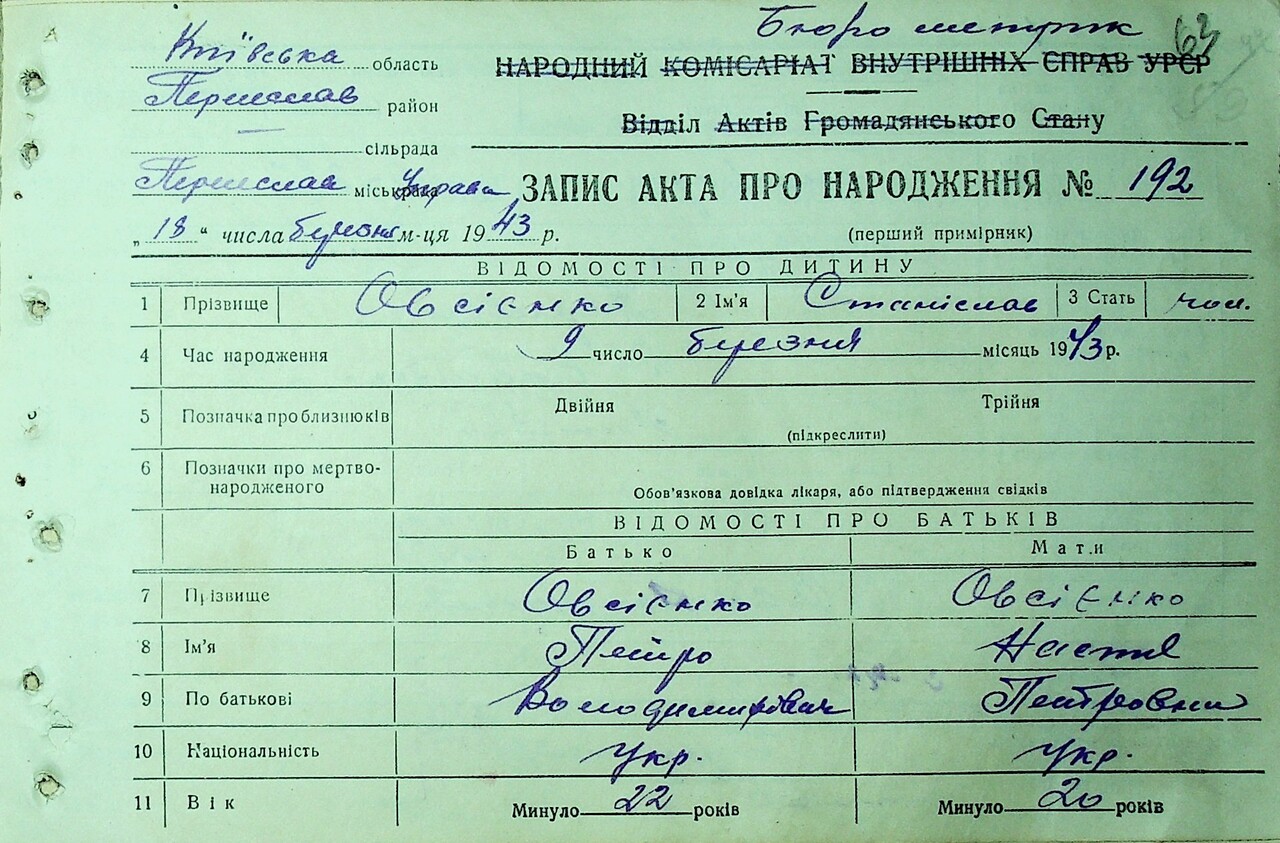 Бюро метрик 63
Київська область НАРОДНИЙ КОМІСАРІАТ ВНУТРІШНІХ СПРАВ УРСР
Переяслав район
Відділ Актів Громадянського Стану
сільрада
Переяслав міськрада Управа ЗАПИС АКТА ПРО НАРОДЖЕННЯ № 192
„18“ числа березня м-ця 1943 р. (перший примірник)
ВІДОМОСТІ ПРО ДИТИНУ
1 Прізвище Овсієнко 2 Ім'я Станіслав 3 Стать чол.
4 Час народження 9 число березня місяць 1943 р.
5 Позначка про близнюків Двійня Трійня
(підкреслити)
6 Позначки про мертво-
народженого
Обов'язкова довідка лікаря, або підтвердження свідків
ВІДОМОСТІ ПРО БАТЬКІВ
Батько Мати
7 Прізвище Овсієнко Овсієнко
8 Ім'я Петро Настя
9 По батькові Володимирович Петровна
10 Національність Укр. Укр.
11 Вік Минуло 22 років Минуло 20 років